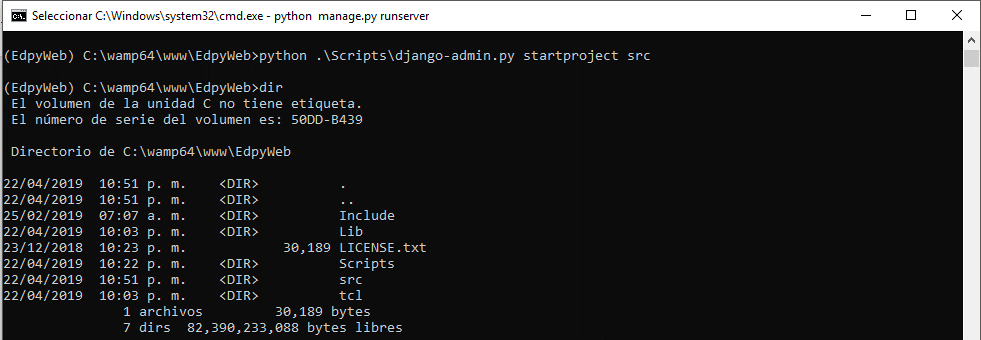 Seleccionar C:\Windows\system32\cmd.exe - python  manage.py runserver
(EdpyWeb) C:\wamp64\www\EdpyWeb>python .\Scripts\django-admin.py startproject src
(EdpyWeb) C:\wamp64\www\EdpyWeb>dir
 El volumen de la unidad C no tiene etiqueta.
 El número de serie del volumen es: 50DD-B439
 Directorio de C:\wamp64\www\EdpyWeb
22/04/2019  10:51 p. m.    <DIR>          .
22/04/2019  10:51 p. m.    <DIR>          ..
25/02/2019  07:07 a. m.    <DIR>          Include
22/04/2019  10:03 p. m.    <DIR>          Lib
23/12/2018  10:23 p. m.            30,189 LICENSE.txt
22/04/2019  10:22 p. m.    <DIR>          Scripts
22/04/2019  10:51 p. m.    <DIR>          src
22/04/2019  10:03 p. m.    <DIR>          tcl
               1 archivos         30,189 bytes
               7 dirs  82,390,233,088 bytes libres